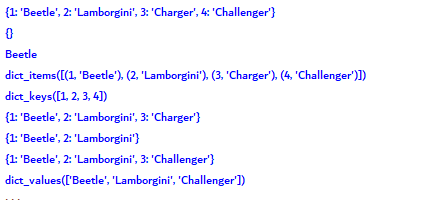 {1: 'Beetle', 2: 'Lamborgini', 3: 'Charger', 4: 'Challenger'}
{}
Beetle
dict_items([(1, 'Beetle'), (2, 'Lamborgini'), (3, 'Charger'), (4, 'Challenger')])
dict_keys([1, 2, 3, 4])
{1: 'Beetle', 2: 'Lamborgini', 3: 'Charger'}
{1: 'Beetle', 2: 'Lamborgini'}
{1: 'Beetle', 2: 'Lamborgini', 3: 'Challenger'}
dict_values(['Beetle', 'Lamborgini', 'Challenger'])